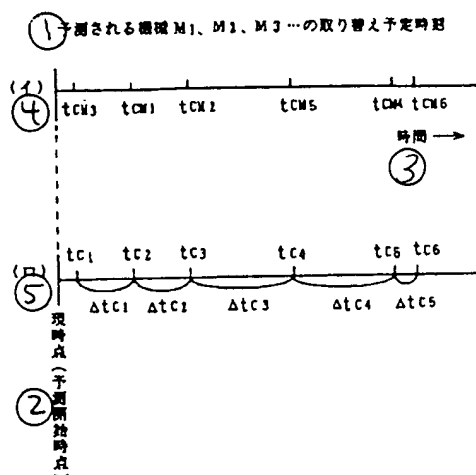 ① 予測される機械M1、M2、M3…の取り替え予定時刻
(イ)
④
tCM3 tCM1 tCM2 tCM5 tCM4 tCM6
時間 →
③
(ロ)
⑤
tC1 tC2 tC3 tC4 tC5 tC6
ΔtC1 ΔtC2 ΔtC3 ΔtC4 ΔtC5
②
現時点(予測開始時点)